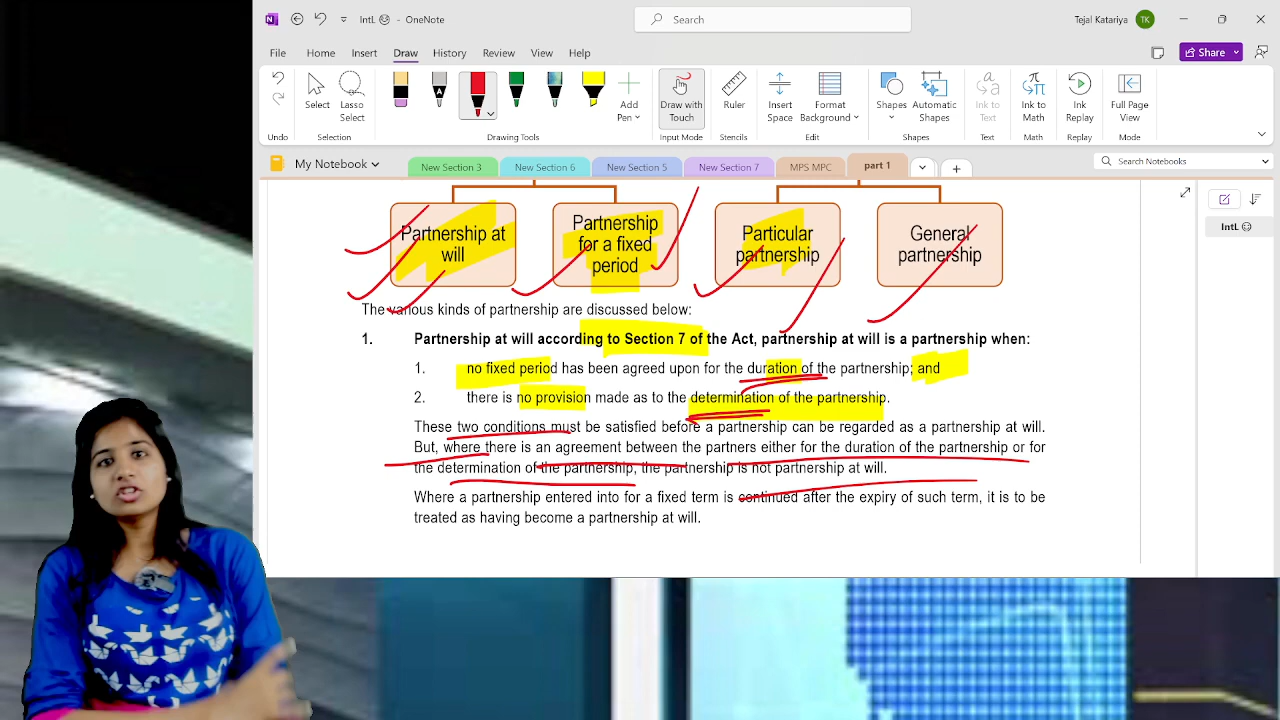 IntL - OneNote
Search
Tejal Katariya TK
File Home Insert Draw History Review View Help Share
Select Lasso Select
Add Pen
Draw with Touch
Ruler
Insert Space
Format Background
Shapes Automatic Shapes
Ink to Text
Ink to Math
Ink Replay
Full Page View
Undo Selection Drawing Tools Input Mode Stencils Edit Shapes Text Math Replay Mode
My Notebook New Section 3 New Section 6 New Section 5 New Section 7 MPS MPC part 1 Search Notebooks
IntL
Partnership at will
Partnership for a fixed period
Particular partnership
General partnership
The various kinds of partnership are discussed below:
1. Partnership at will according to Section 7 of the Act, partnership at will is a partnership when:
1. no fixed period has been agreed upon for the duration of the partnership; and
2. there is no provision made as to the determination of the partnership.
These two conditions must be satisfied before a partnership can be regarded as a partnership at will.
But, where there is an agreement between the partners either for the duration of the partnership or for
the determination of the partnership, the partnership is not partnership at will.
Where a partnership entered into for a fixed term is continued after the expiry of such term, it is to be
treated as having become a partnership at will.